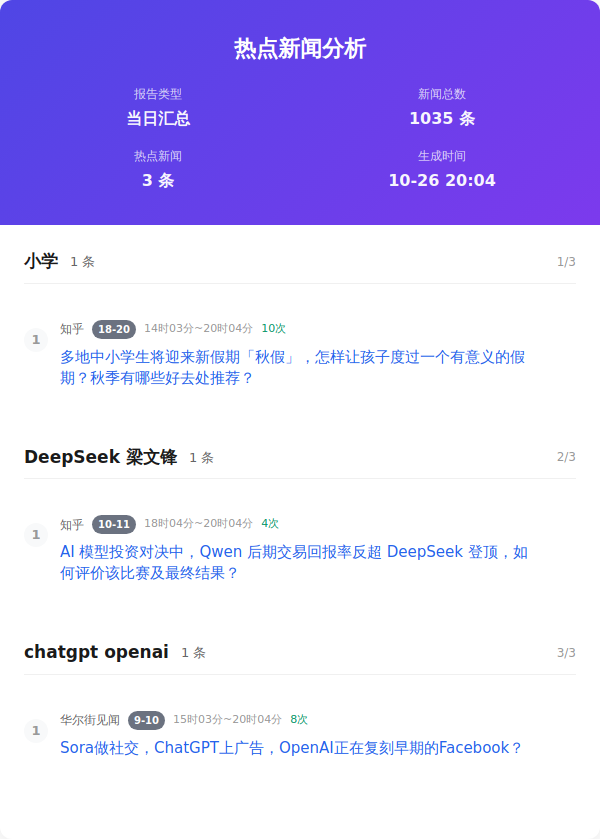 热点新闻分析
报告类型
新闻总数
当日汇总
1035 条
热点新闻
生成时间
3 条
10-26 20:04
小学 1 条 1/3
1 知乎 18-20 14时03分~20时04分 10次
多地中小学生将迎来新假期「秋假」，怎样让孩子度过一个有意义的假
期？秋季有哪些好去处推荐？
DeepSeek 梁文锋 1 条 2/3
1 知乎 10-11 18时04分~20时04分 4次
AI 模型投资对决中，Qwen 后期交易回报率反超 DeepSeek 登顶，如
何评价该比赛及最终结果？
chatgpt openai 1 条 3/3
1 华尔街见闻 9-10 15时03分~20时04分 8次
Sora做社交，ChatGPT上广告，OpenAI正在复刻早期的Facebook？